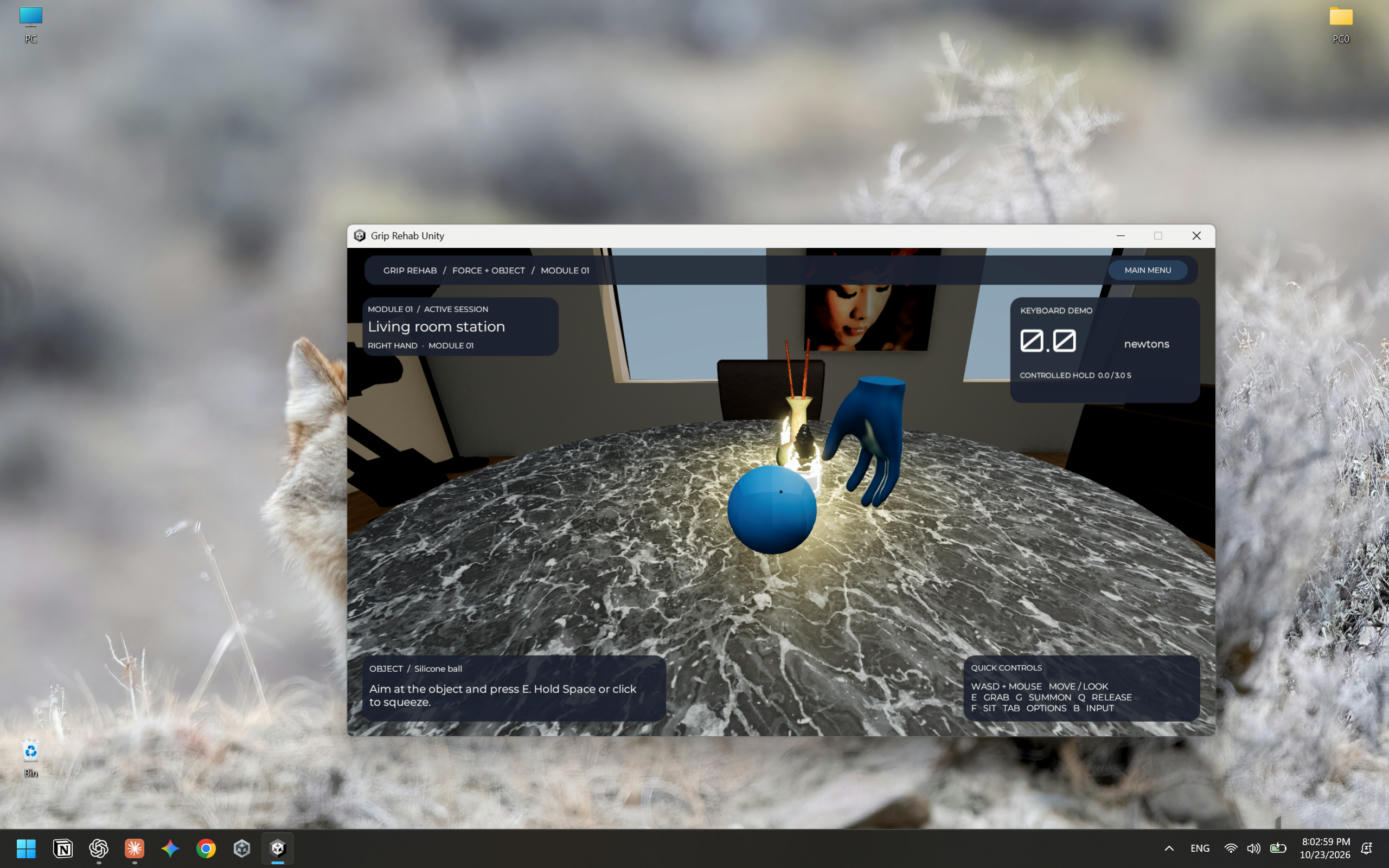 PC
PC0
Grip Rehab Unity
GRIP REHAB / FORCE + OBJECT / MODULE 01
MAIN MENU
MODULE 01 / ACTIVE SESSION
Living room station
RIGHT HAND · MODULE 01
KEYBOARD DEMO
0.0 newtons
CONTROLLED HOLD 0.0 / 3.0 S
OBJECT / Silicone ball
Aim at the object and press E. Hold Space or click
to squeeze.
QUICK CONTROLS
WASD + MOUSE MOVE / LOOK
E GRAB G SUMMON Q RELEASE
F SIT TAB OPTIONS B INPUT
Bin
ENG
8:02:59 PM
10/23/2026